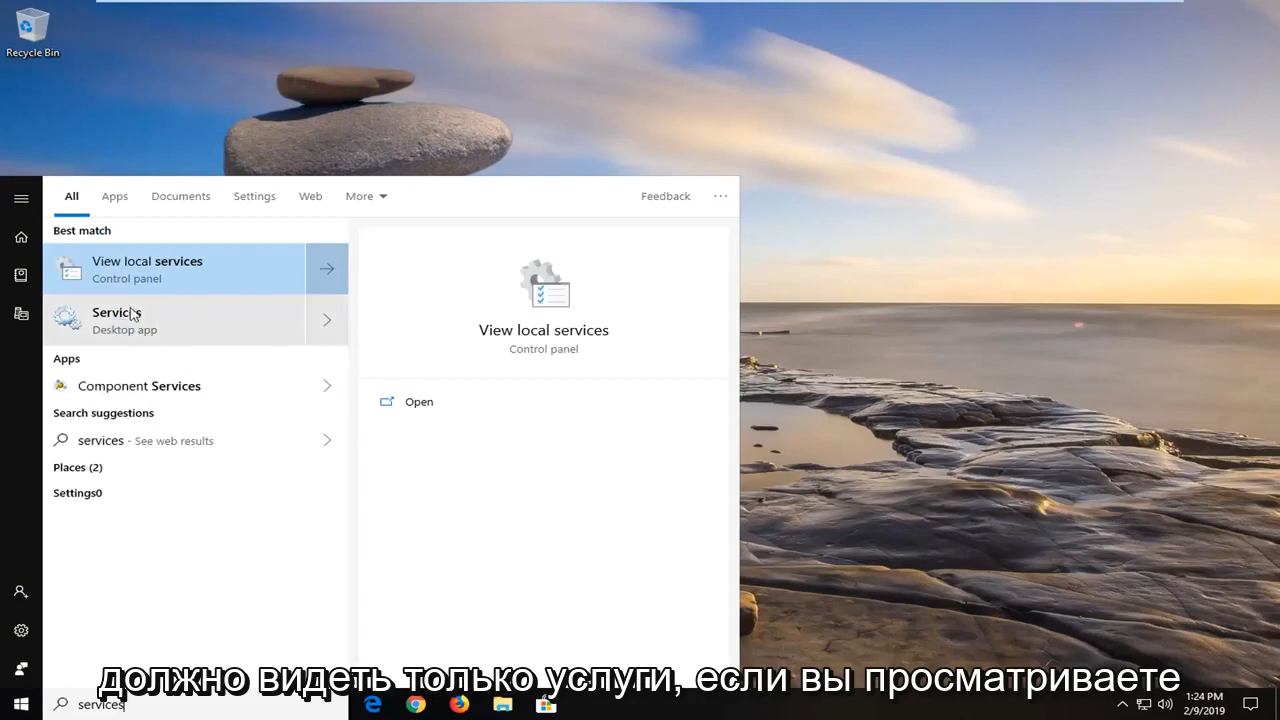 Recycle Bin
All Apps Documents Settings Web More Feedback ...
Best match
View local services
Control panel
Services
Desktop app
Apps
Component Services
Search suggestions
services - See web results
Places (2)
Settings0
View local services
Control panel
Open
должно видеть только услуги, если вы просматриваете
services
1:24 PM
2/9/2019